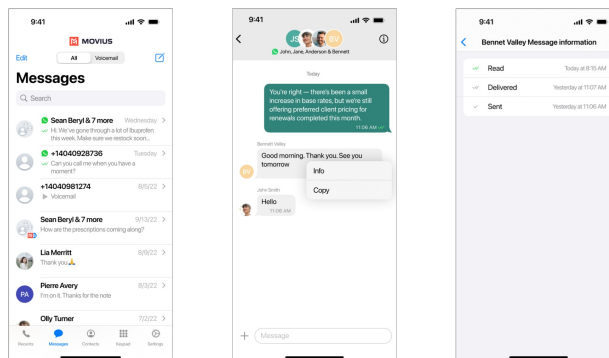 9:41
MOVIUS
Edit
All
Voicemail
Messages
Search
Sean Beryl & 7 more
Wednesday
Hi. We've gone through a lot of Ibuprofen
this week. Make sure we restock soon...
+14040928736
Tuesday
Can you call me when you have a
moment?
+14040981274
8/5/22
Voicemail
Sean Beryl & 7 more
9/13/22
How are the prescriptions coming along?
Lia Merritt
8/8/22
Thank you
PA
Pierre Avery
8/3/22
I'm on it. Thanks for the note
Olly Turner
7/2/22
Recents
Messages
Contacts
Keypad
Settings
9:41
JS
BV
John, Jane, Anderson & Bennett
Today
You're right — there's been a small
increase in base rates, but we're still
offering preferred client pricing for
renewals completed this month.
11:06 AM
Bennett Valley
Good morning. Thank you. See you
tomorrow
BV
Info
Copy
John Smith
Hello
11:06 AM
Message
9:41
Bennet Valley Message information
Read
Today at 8:15 AM
Delivered
Yesterday at 11:07 AM
Sent
Yesterday at 11:06 AM